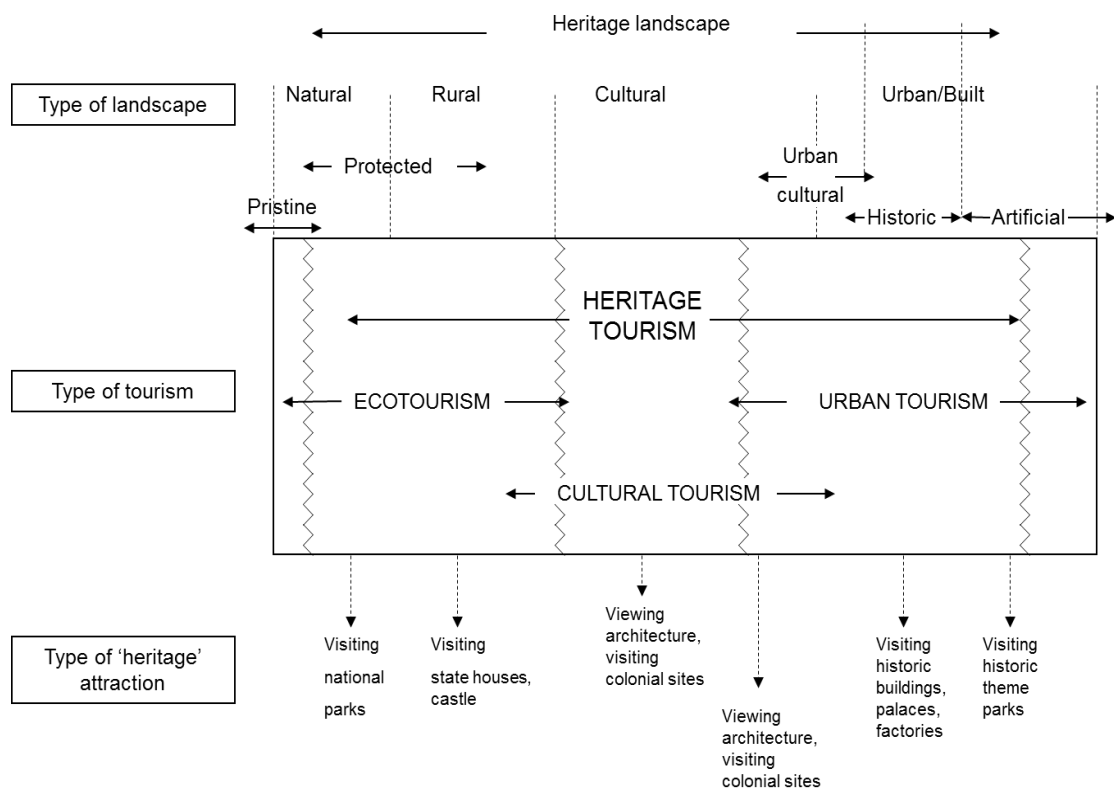 Heritage landscape
Type of landscape
Natural
Rural
Cultural
Urban/Built
Protected
Urban
cultural
Pristine
Historic
Artificial
HERITAGE
TOURISM
Type of tourism
ECOTOURISM
URBAN TOURISM
CULTURAL TOURISM
Type of ‘heritage’
attraction
Visiting
national
parks
Visiting
state houses,
castle
Viewing
architecture,
visiting
colonial sites
Viewing
architecture,
visiting
colonial sites
Visiting
historic
buildings,
palaces,
factories
Visiting
historic
theme
parks